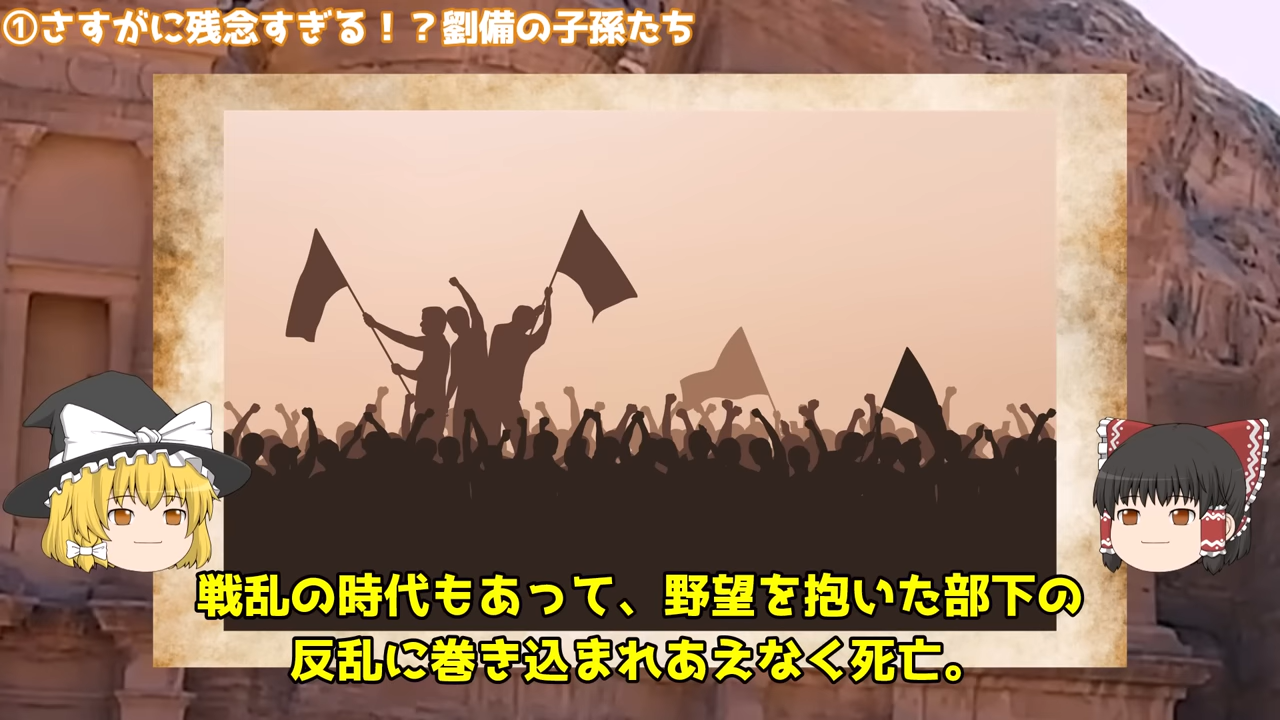 ①さすがに残念すぎる！？劉備の子孫たち
戦乱の時代もあって、野望を抱いた部下の
反乱に巻き込まれあえなく死亡。